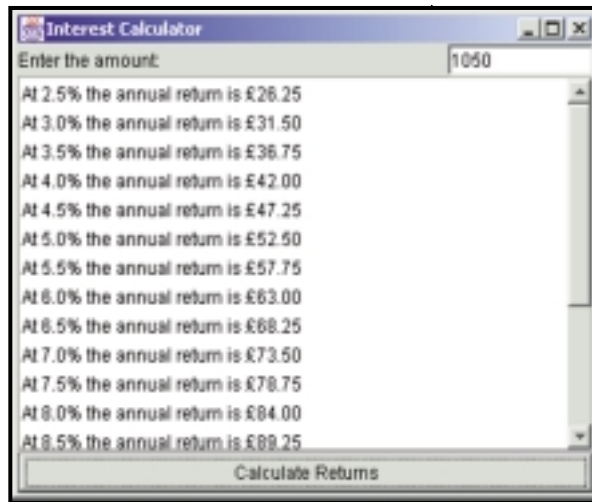 Interest Calculator
Enter the amount: 1050
At 2.5% the annual return is £26.25
At 3.0% the annual return is £31.50
At 3.5% the annual return is £36.75
At 4.0% the annual return is £42.00
At 4.5% the annual return is £47.25
At 5.0% the annual return is £52.50
At 5.5% the annual return is £57.75
At 6.0% the annual return is £63.00
At 6.5% the annual return is £68.25
At 7.0% the annual return is £73.50
At 7.5% the annual return is £78.75
At 8.0% the annual return is £84.00
At 8.5% the annual return is £89.25
Calculate Returns